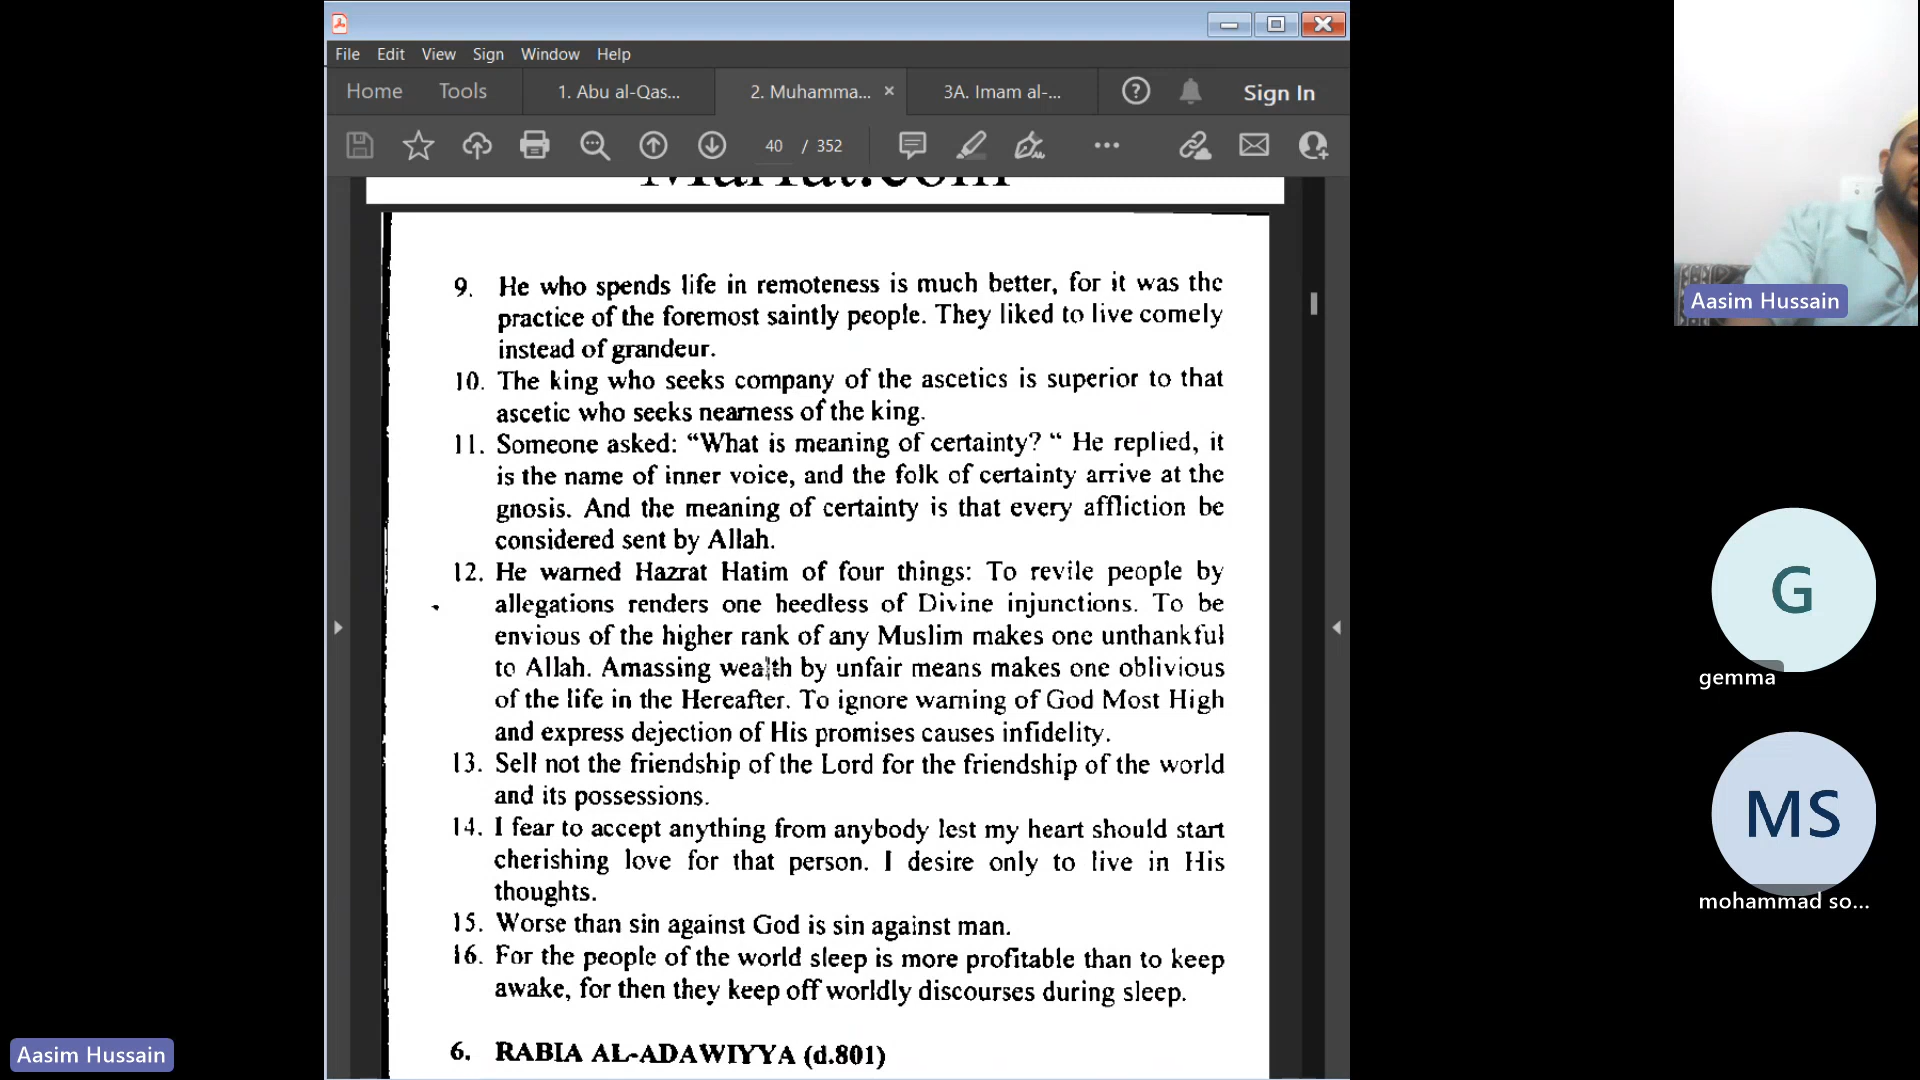 File Edit View Sign Window Help
Home Tools 1. Abu al-Qas... 2. Muhamma... × 3A. Imam al-... Sign In
40 / 352
9. He who spends life in remoteness is much better, for it was the
practice of the foremost saintly people. They liked to live comely
instead of grandeur.
10. The king who seeks company of the ascetics is superior to that
ascetic who seeks nearness of the king.
11. Someone asked: “What is meaning of certainty? “ He replied, it
is the name of inner voice, and the folk of certainty arrive at the
gnosis. And the meaning of certainty is that every affliction be
considered sent by Allah.
12. He warned Hazrat Hatim of four things: To revile people by
allegations renders one heedless of Divine injunctions. To be
envious of the higher rank of any Muslim makes one unthankful
to Allah. Amassing wealth by unfair means makes one oblivious
of the life in the Hereafter. To ignore warning of God Most High
and express dejection of His promises causes infidelity.
13. Sell not the friendship of the Lord for the friendship of the world
and its possessions.
14. I fear to accept anything from anybody lest my heart should start
cherishing love for that person. I desire only to live in His
thoughts.
15. Worse than sin against God is sin against man.
16. For the people of the world sleep is more profitable than to keep
awake, for then they keep off worldly discourses during sleep.
6. RABIA AL-ADAWIYYA (d.801)
Aasim Hussain
G
gemma
MS
mohammad so...
Aasim Hussain